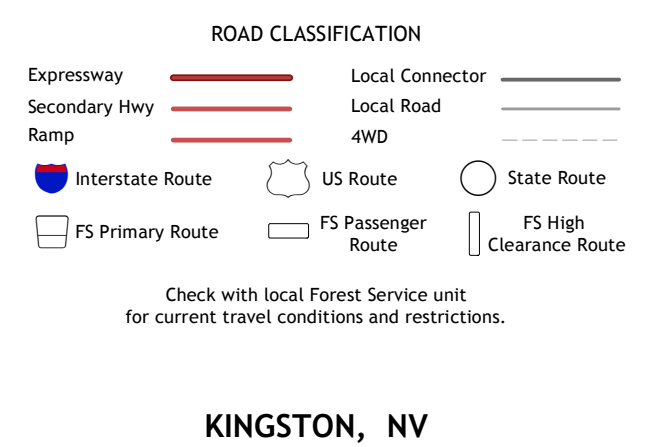 ROAD CLASSIFICATION
Expressway
Local Connector
Secondary Hwy
Local Road
Ramp
4WD
Interstate Route
US Route
State Route
FS Primary Route
FS Passenger
Route
FS High
Clearance Route
Check with local Forest Service unit
for current travel conditions and restrictions.
KINGSTON, NV